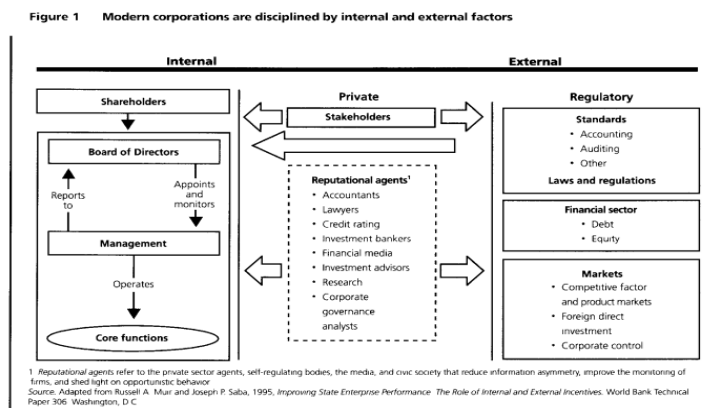 Figure 1 Modern corporations are disciplined by internal and external factors
Internal
External
Shareholders
Board of Directors
Reports
to
Appoints
and
monitors
Management
Operates
Core functions
Private
Stakeholders
Reputational agents¹
• Accountants
• Lawyers
• Credit rating
• Investment bankers
• Financial media
• Investment advisors
• Research
• Corporate
governance
analysts
Regulatory
Standards
• Accounting
• Auditing
• Other
Laws and regulations
Financial sector
• Debt
• Equity
Markets
• Competitive factor
and product markets
• Foreign direct
investment
• Corporate control
1 Reputational agents refer to the private sector agents, self-regulating bodies, the media, and civic society that reduce information asymmetry, improve the monitoring of
firms, and shed light on opportunistic behavior
Source. Adapted from Russell A Muir and Joseph P. Saba, 1995, Improving State Enterprise Performance The Role of Internal and External Incentives. World Bank Technical
Paper 306 Washington, D C